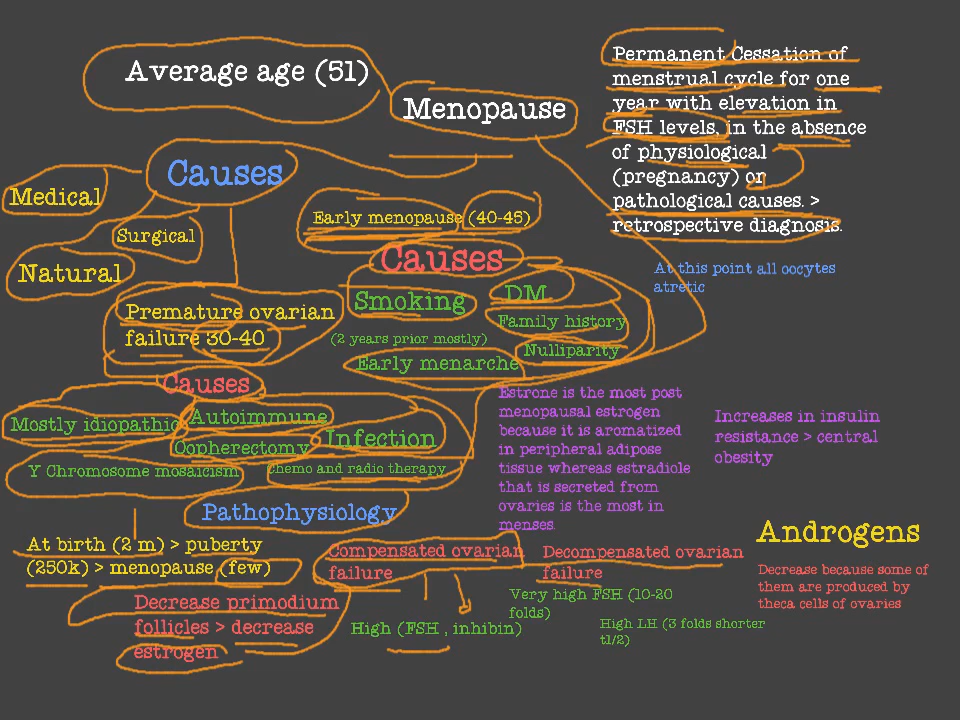 Average age (51)
Menopause
Permanent Cessation of
menstrual cycle for one
year with elevation in
FSH levels, in the absence
of physiological
(pregnancy) or
pathological causes. >
retrospective diagnosis.
At this point all oocytes
atretic
Causes
Medical
Surgical
Natural
Early menopause (40-45)
Causes
Smoking
(2 years prior mostly)
DM
Family history
Nulliparity
Early menarche
Premature ovarian
failure 30-40
Causes
Mostly idiopathic
Autoimmune
Oopherectomy
Infection
Y Chromosome mosaicism
Chemo and radio therapy
Estrone is the most post
menopausal estrogen
because it is aromatized
in peripheral adipose
tissue whereas estradiole
that is secreted from
ovaries is the most in
menses.
Increases in insulin
resistance > central
obesity
Pathophysiology
At birth (2 m) > puberty
(250k) > menopause (few)
Decrease primodium
follicles > decrease
estrogen
Compensated ovarian
failure
High (FSH , inhibin)
Decompensated ovarian
failure
Very high FSH (10-20
folds)
High LH (3 folds shorter
t1/2)
Androgens
Decrease because some of
them are produced by
theca cells of ovaries